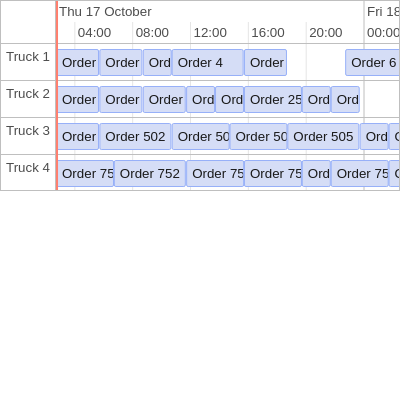 Thu 17 October Fri 18
04:00 08:00 12:00 16:00 20:00 00:00
Truck 1 Order Order Ord Order 4 Order Order 6
Truck 2 Order Order Order Ord Ord Order 25 Ord Ord
Truck 3 Order Order 502 Order 50 Order 50 Order 505 Ord
Truck 4 Order 75 Order 752 Order 75 Order 75 Ord Order 75